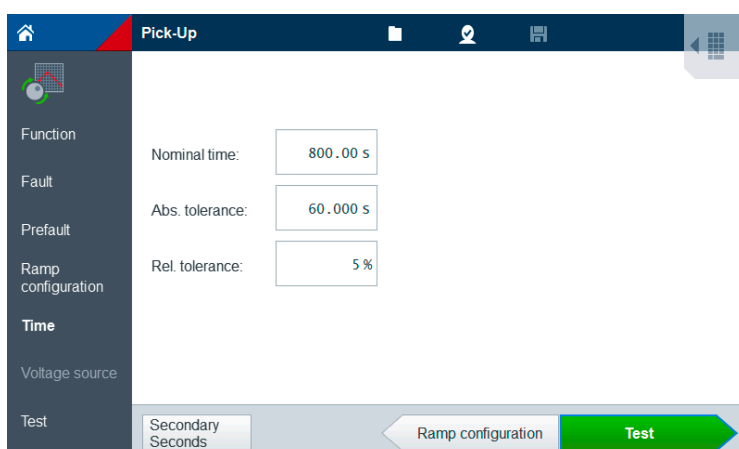 Pick-Up
Function
Fault
Prefault
Ramp
configuration
Time
Voltage source
Test
Nominal time: 800.00 s
Abs. tolerance: 60.000 s
Rel. tolerance: 5 %
Secondary
Seconds
Ramp configuration
Test